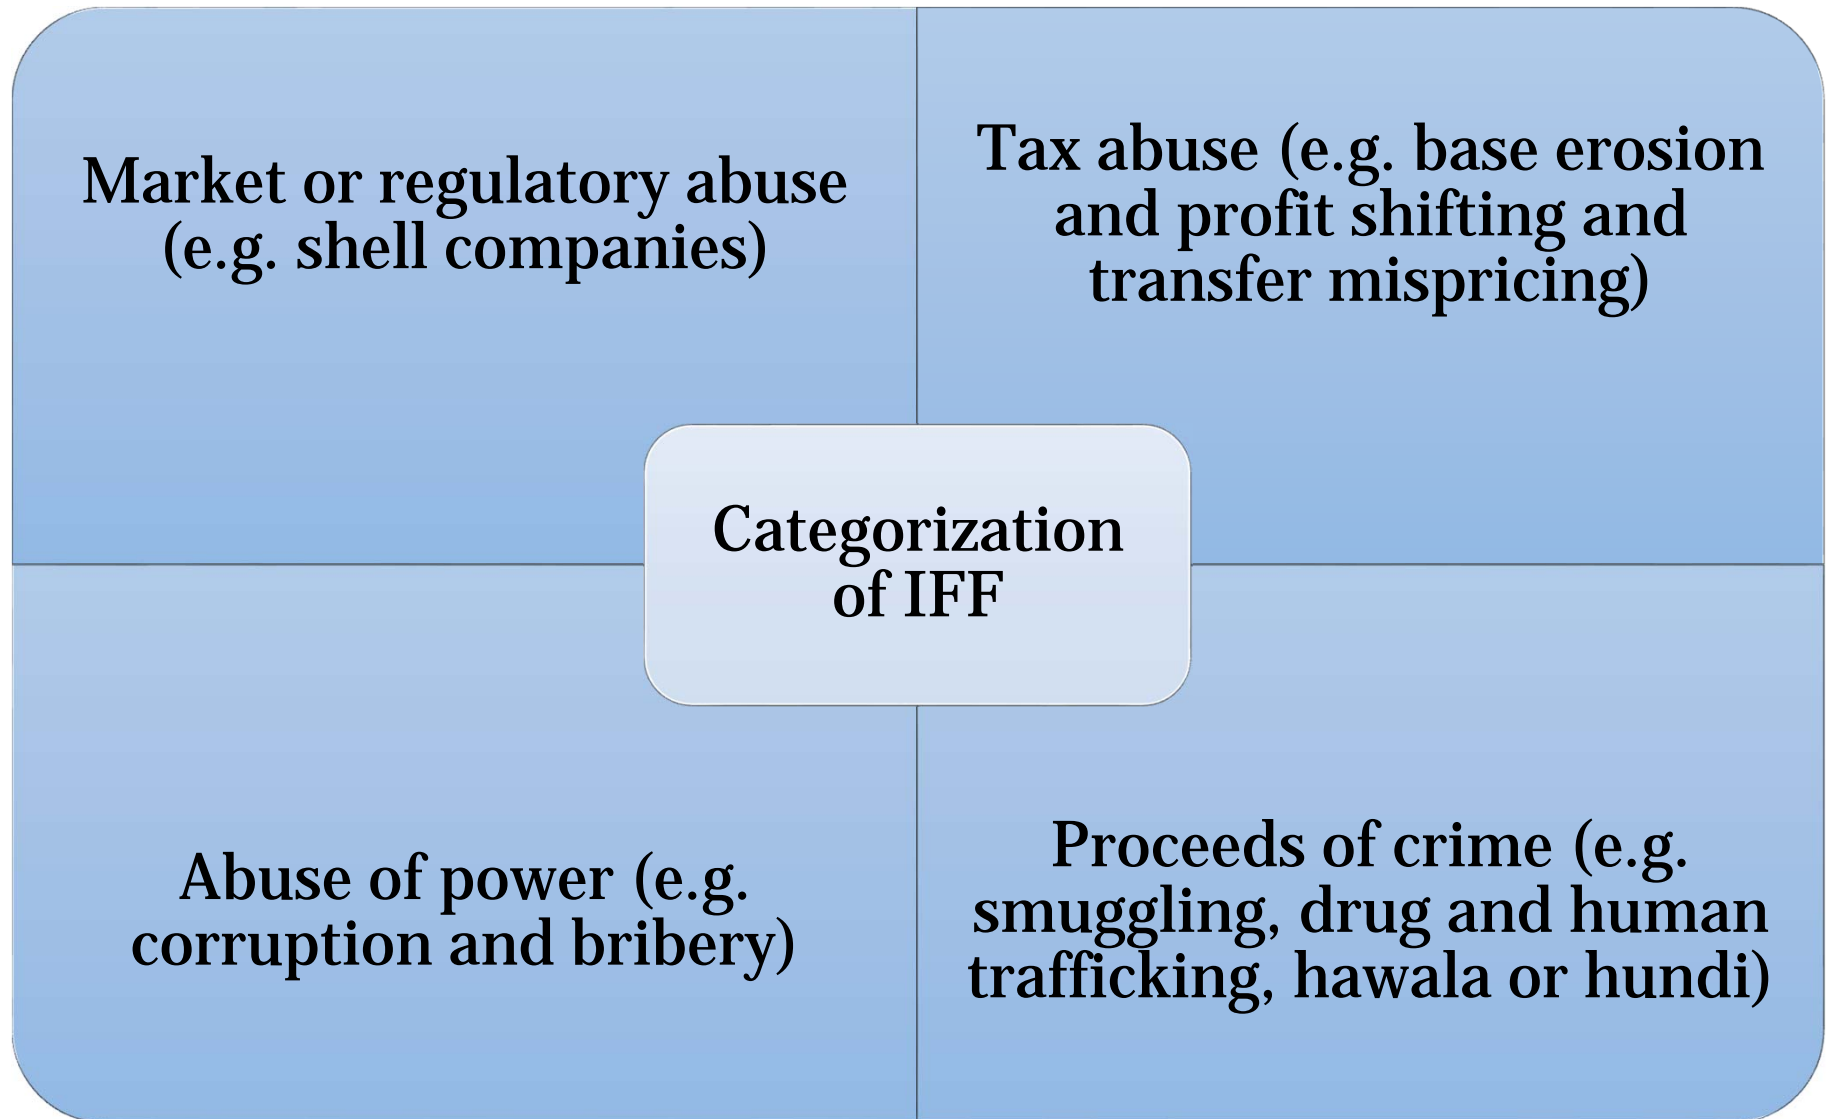 Market or regulatory abuse
(e.g. shell companies)
Tax abuse (e.g. base erosion
and profit shifting and
transfer mispricing)
Categorization
of IFF
Abuse of power (e.g.
corruption and bribery)
Proceeds of crime (e.g.
smuggling, drug and human
trafficking, hawala or hundi)